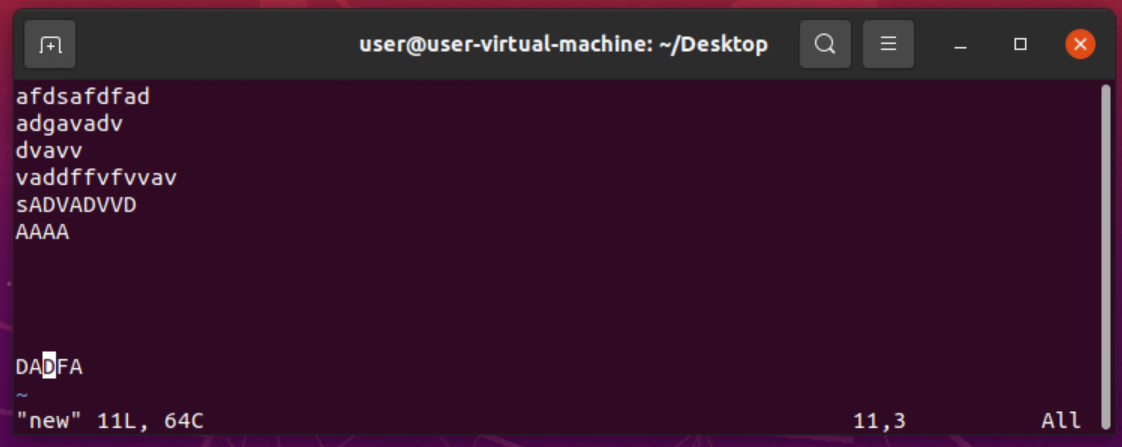 user@user-virtual-machine: ~/Desktop
afdsafdfad
adgavadv
dvavv
vaddffvfvvav
sADVADVVD
AAAA
DADFA
~
"new" 11L, 64C 11,3 All